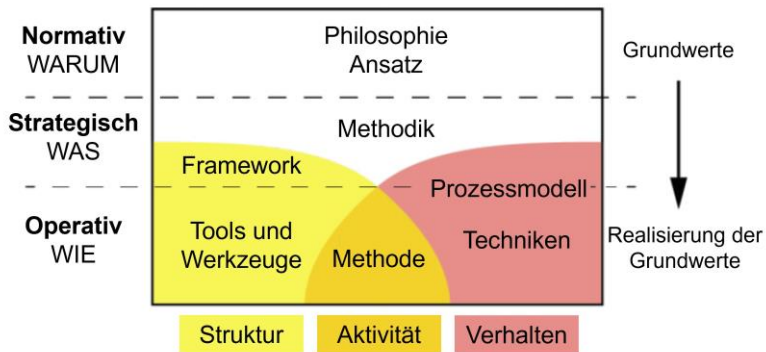 Normativ
WARUM
Philosophie
Ansatz
Grundwerte
Strategisch
WAS
Methodik
Framework
Prozessmodell
Operativ
WIE
Tools und
Werkzeuge
Methode
Techniken
Realisierung der
Grundwerte
Struktur
Aktivität
Verhalten